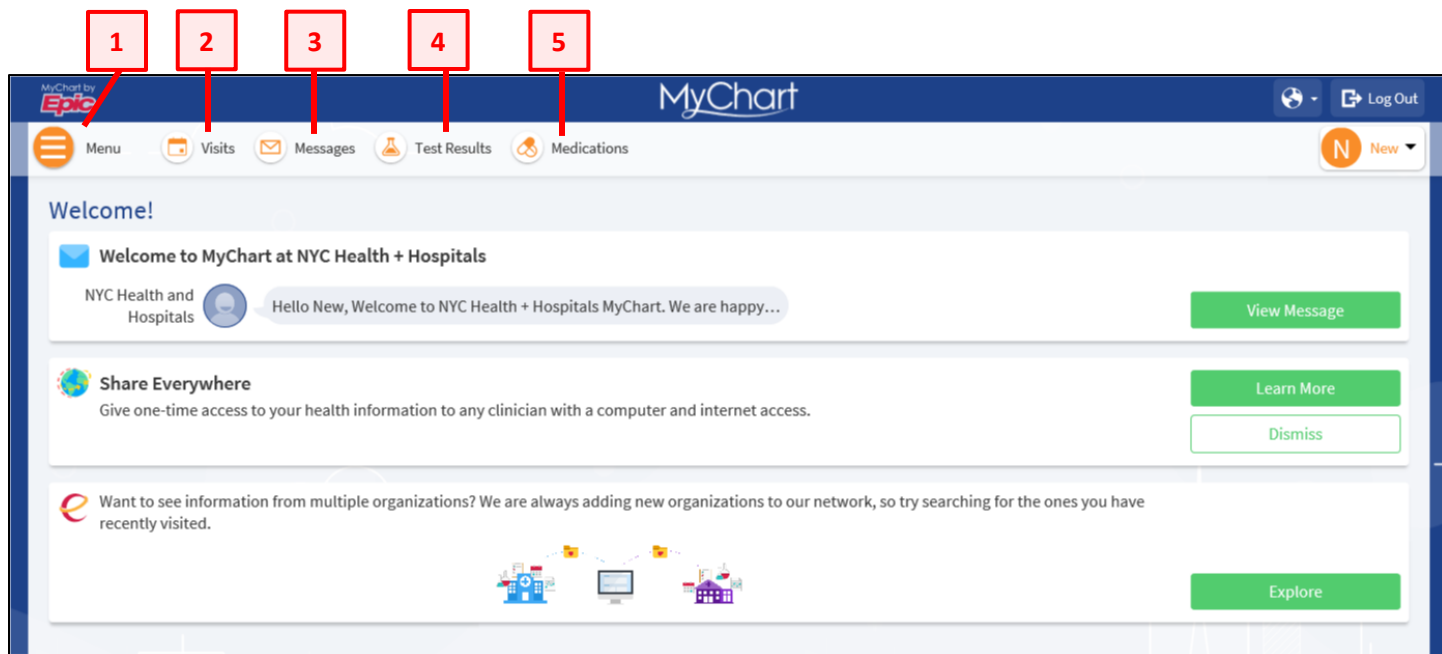 1 2 3 4 5
MyChart by
Epic
MyChart
Log Out
Menu Visits Messages Test Results Medications
N New
Welcome!
Welcome to MyChart at NYC Health + Hospitals
NYC Health and
Hospitals
Hello New, Welcome to NYC Health + Hospitals MyChart. We are happy...
View Message
Share Everywhere
Give one-time access to your health information to any clinician with a computer and internet access.
Learn More
Dismiss
Want to see information from multiple organizations? We are always adding new organizations to our network, so try searching for the ones you have
recently visited.
Explore